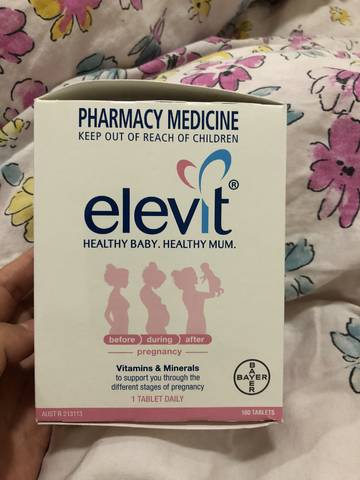 PHARMACY MEDICINE
KEEP OUT OF REACH OF CHILDREN
elevit®
HEALTHY BABY. HEALTHY MUM.
before during after
pregnancy
Vitamins & Minerals
to support you through the
different stages of pregnancy
1 TABLET DAILY
BAYER
BAYER
AUST R 213113
100 TABLETS